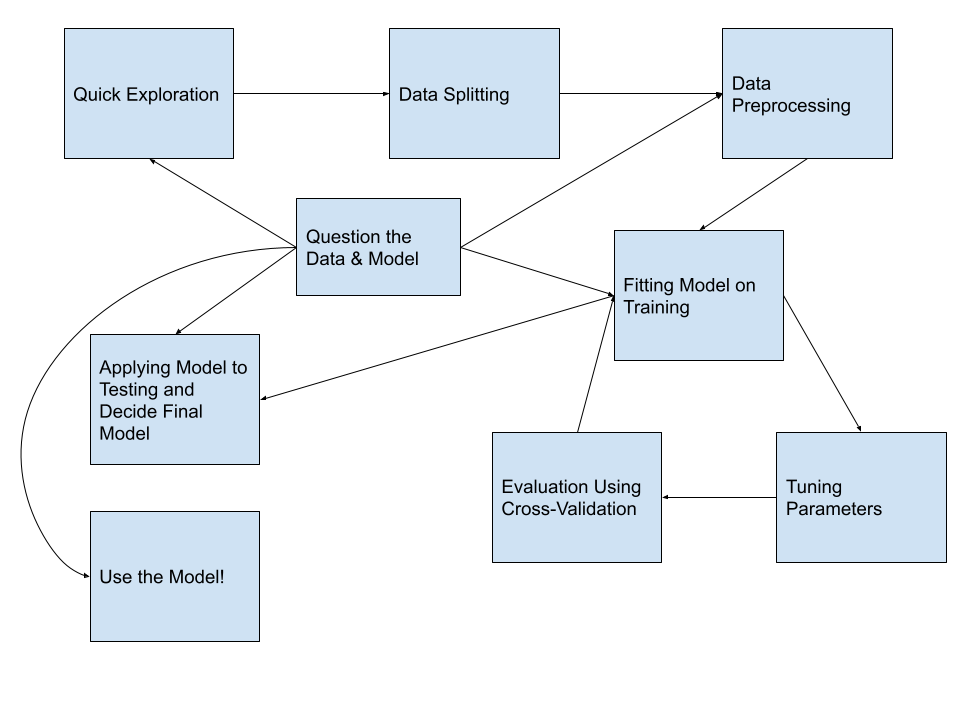 Quick Exploration
Data Splitting
Data
Preprocessing
Question the
Data & Model
Fitting Model on
Training
Applying Model to
Testing and
Decide Final
Model
Evaluation Using
Cross-Validation
Tuning
Parameters
Use the Model!